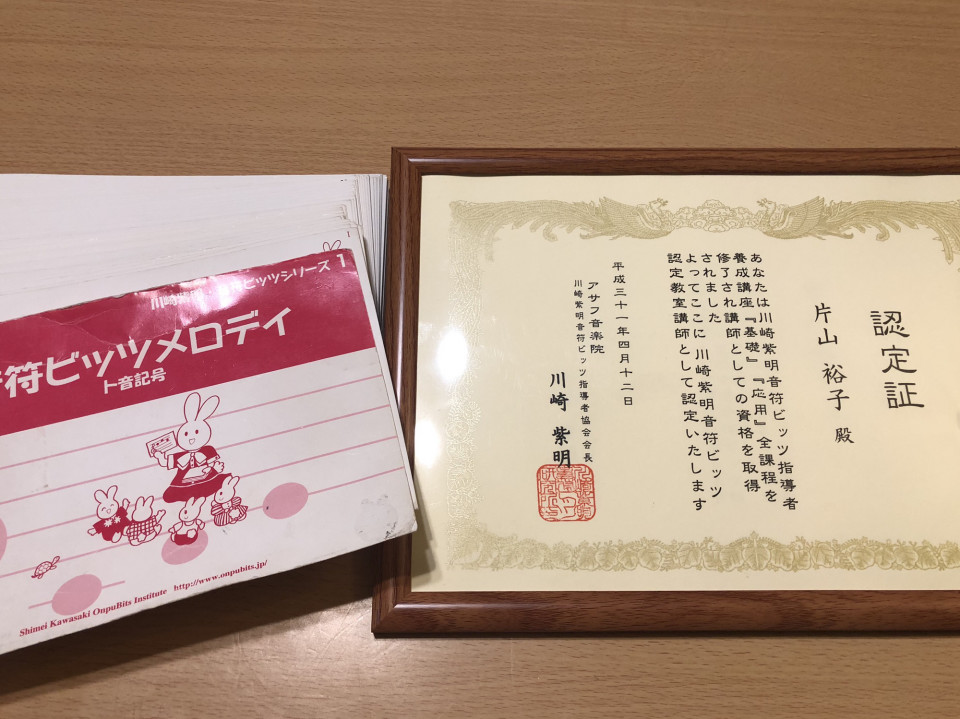 川崎紫明・音符ビッツシリーズ 1
符ビッツメロディ
ト音記号
Shimei Kawasaki OnpuBits Institute http://www.onpubits.jp/
認定証
片山 裕子 殿
あなたは川崎紫明音符ビッツ指導者
養成講座『基礎』『応用』全課程を
修了され講師としての資格を取得
されました
よってここに 川崎紫明音符ビッツ
認定教室講師として認定いたします
平成三十一年四月十二日
アサフ音楽院
川崎紫明音符ビッツ指導者協会会長
川崎 紫明